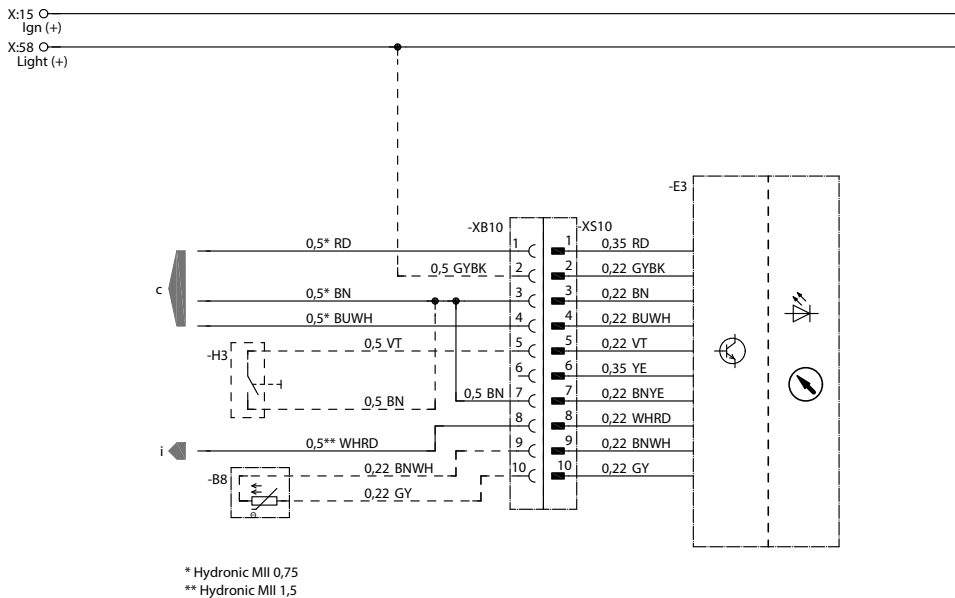 X:15
Ign (+)
X:58
Light (+)
-E3
-XB10
-XS10
0,5* RD
1
1
0,35 RD
0,5 GYBK
2
2
0,22 GYBK
c
0,5* BN
3
3
0,22 BN
0,5* BUWH
4
4
0,22 BUWH
-H3
0,5 VT
5
5
0,22 VT
6
6
0,35 YE
0,5 BN
0,5 BN
7
7
0,22 BNYE
8
8
0,22 WHRD
i
0,5** WHRD
9
9
0,22 BNWH
-B8
0,22 BNWH
10
10
0,22 GY
0,22 GY
Θ
* Hydronic MII 0,75
** Hydronic MII 1,5